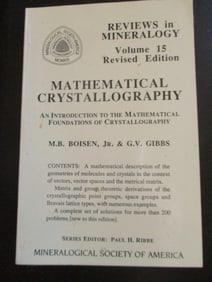 REVIEWS in
MINERALOGY
Volume 15
Revised Edition
MATHEMATICAL
CRYSTALLOGRAPHY
AN INTRODUCTION TO THE MATHEMATICAL
FOUNDATIONS OF CRYSTALLOGRAPHY
M.B. BOISEN, JR. & G.V. GIBBS
CONTENTS: A mathematical description of the
geometries of molecules and crystals in the context
of vectors, vector spaces and the metrical matrix.
Matrix and group theoretic derivations of the
crystallographic point groups, space groups and
Bravais lattice types, with numerous examples.
A complete set of solutions for more than 200
problems [new to this edition].
SERIES EDITOR: PAUL H. RIBBE
MINERALOGICAL SOCIETY OF AMERICA